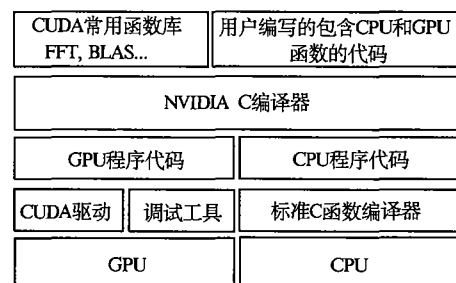 CUDA常用函数库
FFT, BLAS...
用户编写的包含CPU和GPU
函数的代码
NVIDIA C编译器
GPU程序代码
CPU程序代码
CUDA驱动
调试工具
标准C函数编译器
GPU
CPU